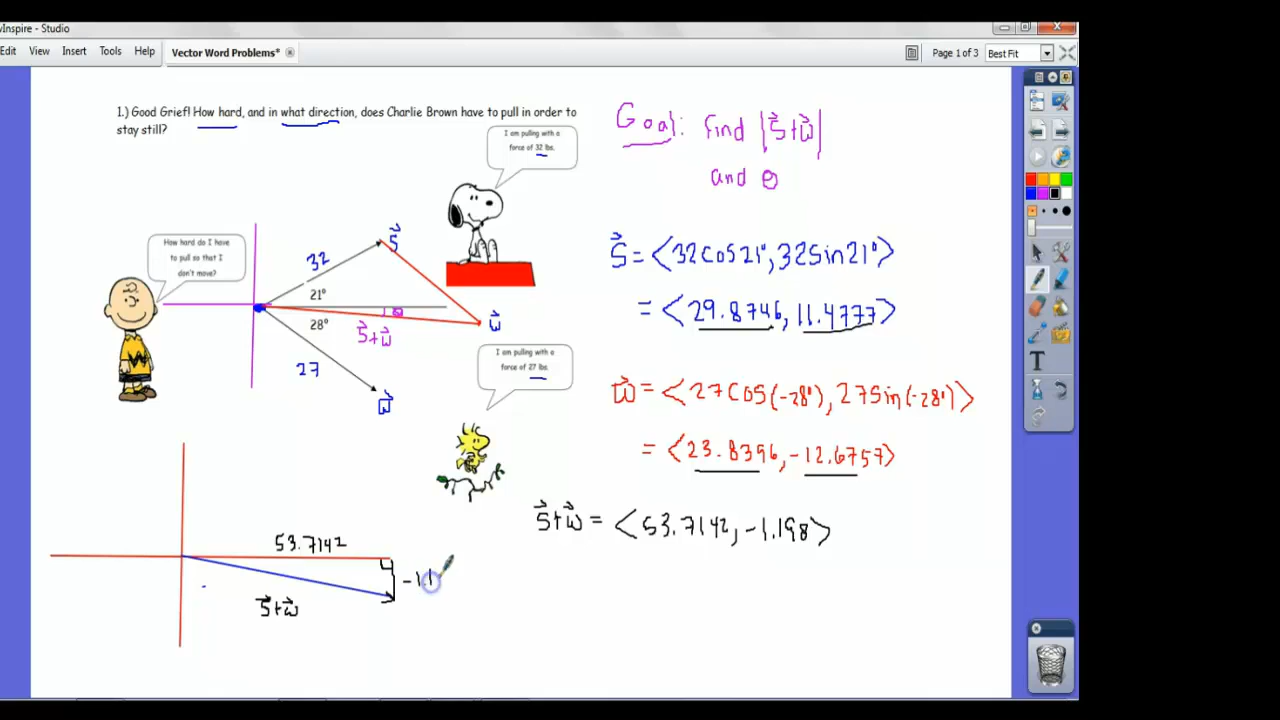 wInspire - Studio
Edit View Insert Tools Help
Vector Word Problems*
Page 1 of 3
Best Fit
1.) Good Grief! How hard, and in what direction, does Charlie Brown have to pull in order to
stay still?
I am pulling with a
force of 32 lbs.
Goal: Find |S⃗+w⃗|
and θ
How hard do I have
to pull so that I
don't move?
32
S⃗
21°
θ
28°
S⃗+w⃗
w⃗
27
w⃗
I am pulling with a
force of 27 lbs.
S⃗ = <32cos21°, 32sin21°>
= <29.8746, 11.4777>
w⃗ = <27cos(-28°), 27sin(-28°)>
= <23.8396, -12.6757>
S⃗+w⃗ = <53.7142, -1.198>
53.7142
-1.1
S⃗+w⃗
T